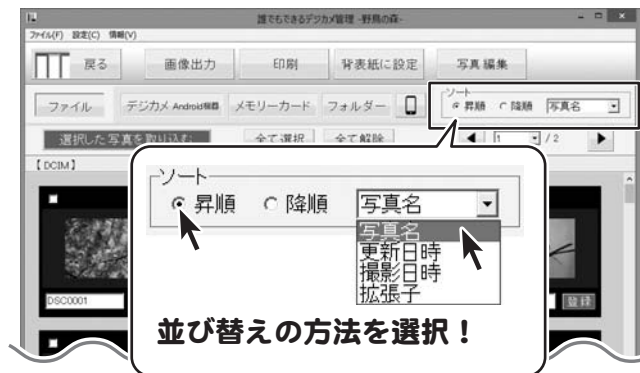 誰でもできるデジカメ管理 -野鳥の森-
ファイル(F) 設定(C) 情報(V)
戻る 画像出力 印刷 背表紙に設定 写真編集
ファイル デジカメ Android機器 メモリーカード フォルダー
ソート
昇順 降順 写真名
選択した写真を取り込む 全て選択 全て解除 1 / 2
【DCIM】
ソート
昇順 降順 写真名
写真名
更新日時
撮影日時
拡張子
DSC0001 登録
並び替えの方法を選択！